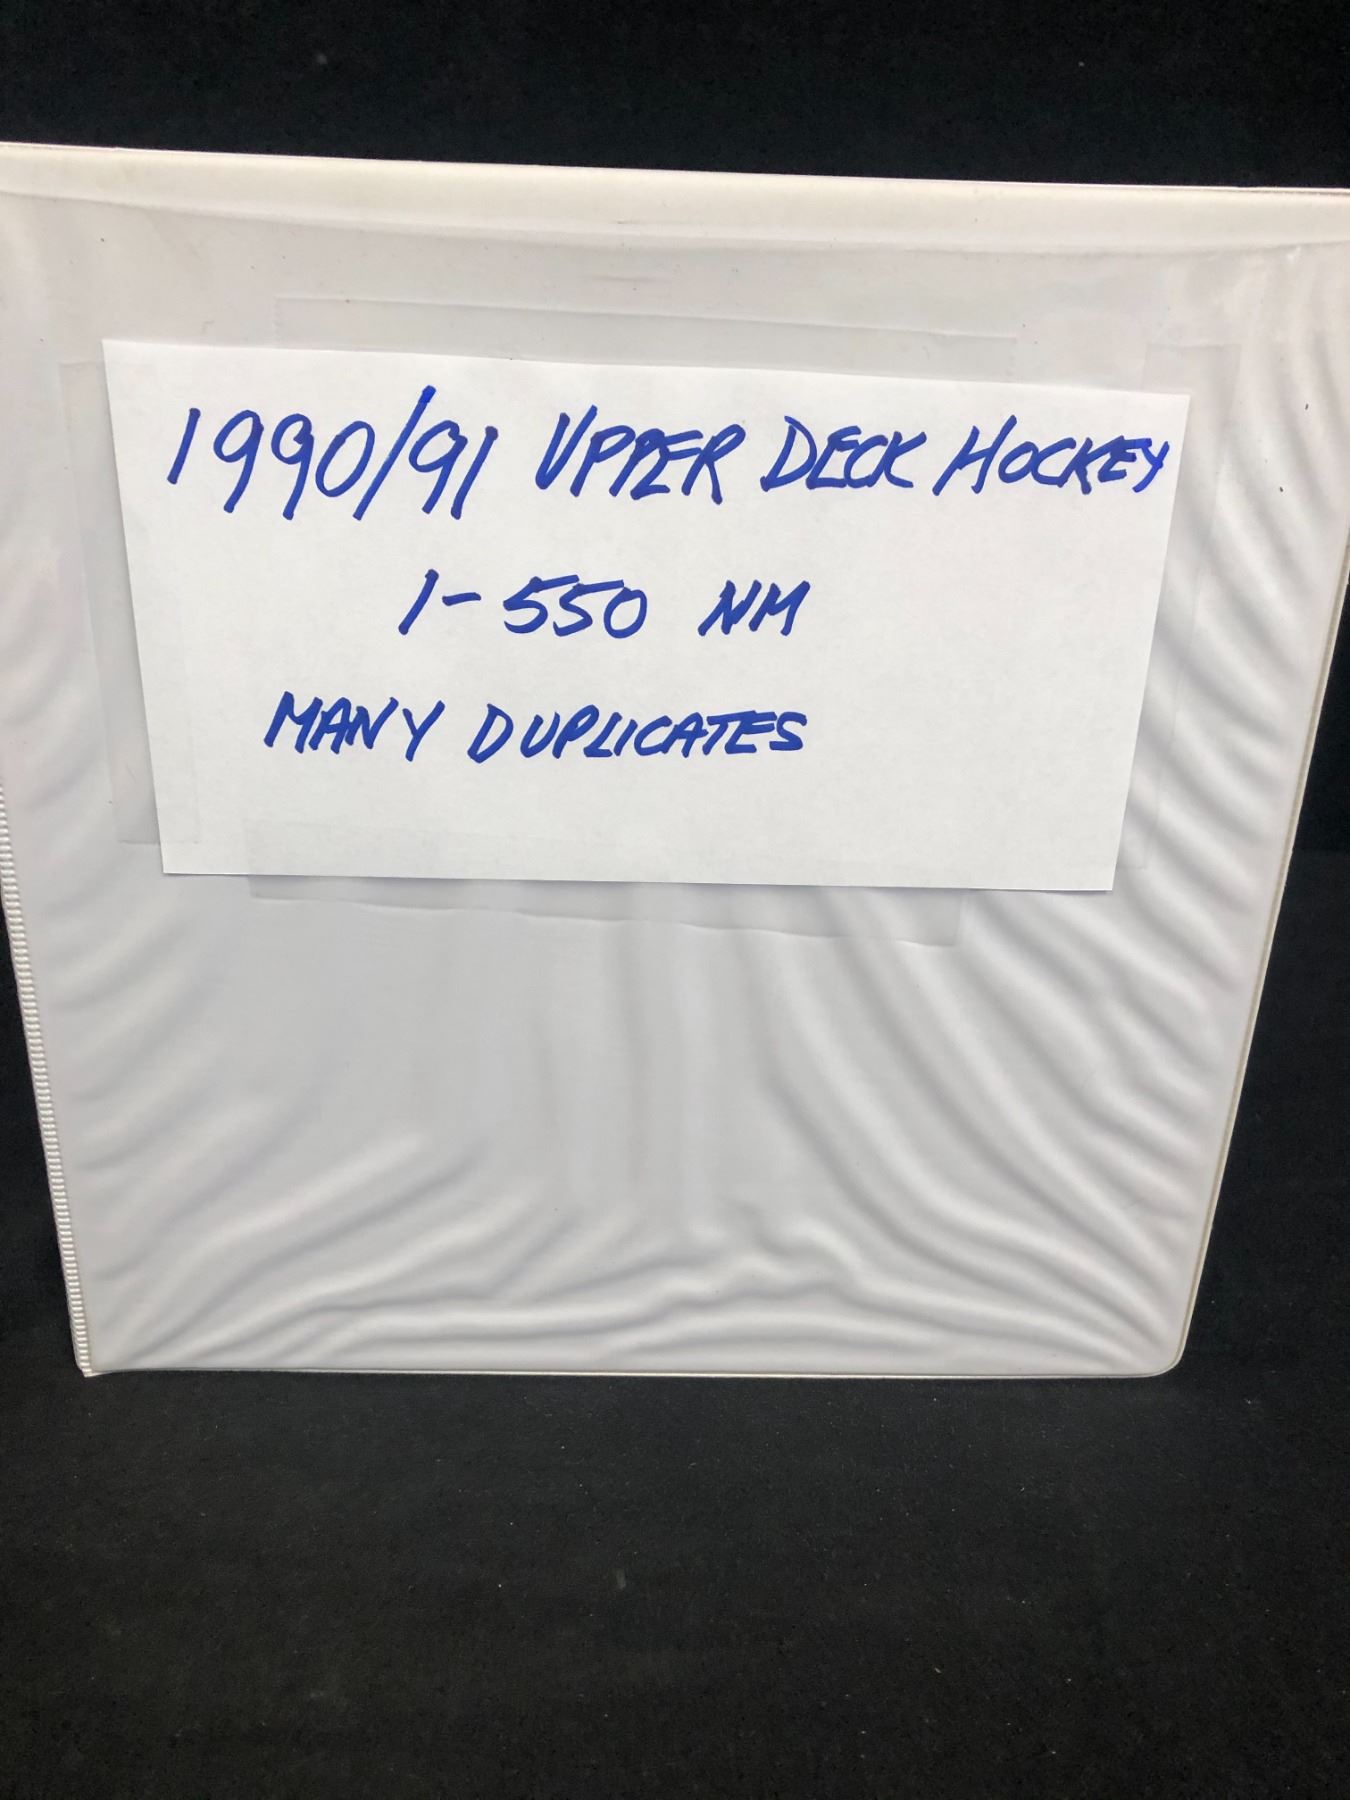 1990/91 UPPER DECK HOCKEY
1-550 NM
MANY DUPLICATES